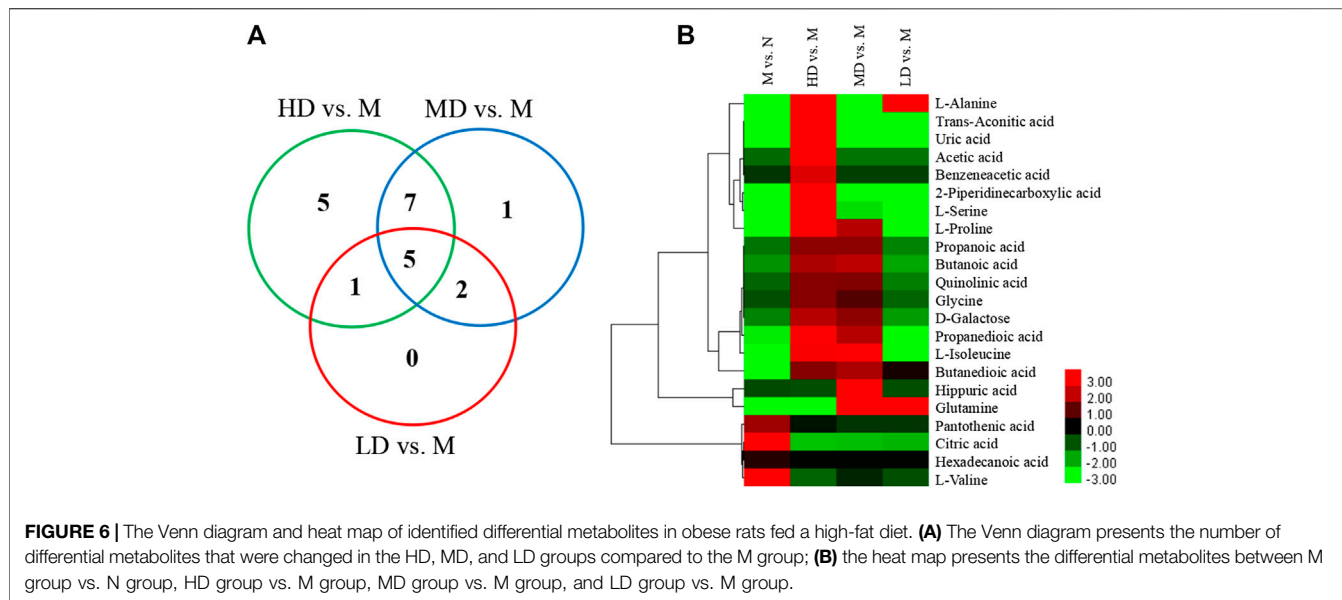 A
HD vs. M
MD vs. M
5
7
1
5
1
2
0
LD vs. M
B
M vs. N
HD vs. M
MD vs. M
LD vs. M
L-Alanine
Trans-Aconitic acid
Uric acid
Acetic acid
Benzeneacetic acid
2-Piperidinecarboxylic acid
L-Serine
L-Proline
Propanoic acid
Butanoic acid
Quinolinic acid
Glycine
D-Galactose
Propanedioic acid
L-Isoleucine
Butanedioic acid
Hippuric acid
Glutamine
Pantothenic acid
Citric acid
Hexadecanoic acid
L-Valine
3.00
2.00
1.00
0.00
-1.00
-2.00
-3.00
FIGURE 6 | The Venn diagram and heat map of identified differential metabolites in obese rats fed a high-fat diet. (A) The Venn diagram presents the number of
differential metabolites that were changed in the HD, MD, and LD groups compared to the M group; (B) the heat map presents the differential metabolites between M
group vs. N group, HD group vs. M group, MD group vs. M group, and LD group vs. M group.